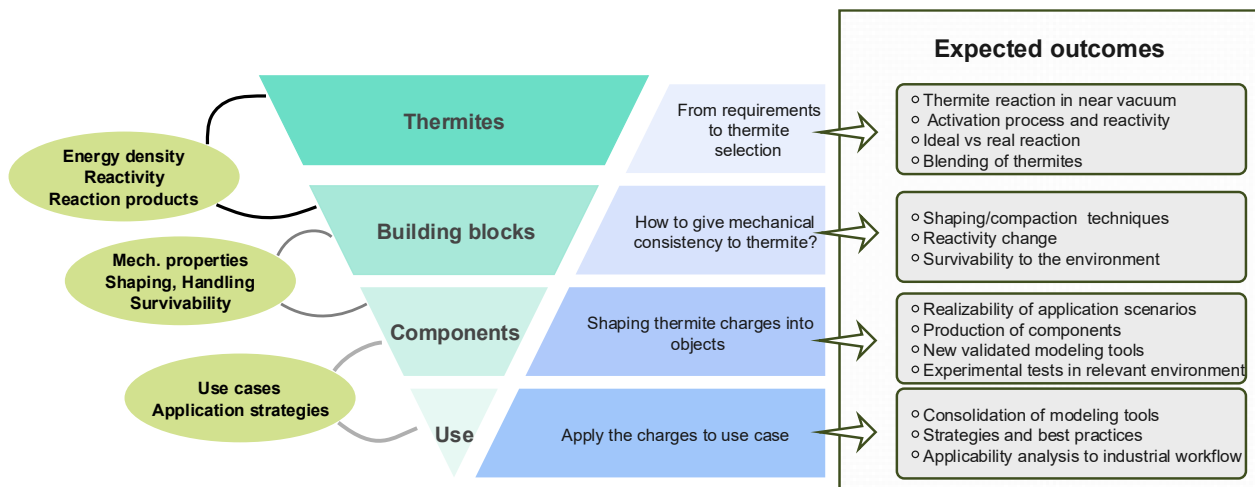 Expected outcomes
Energy density
Reactivity
Reaction products
Mech. properties
Shaping, Handling
Survivability
Use cases
Application strategies
Thermites
Building blocks
Components
Use
From requirements
to thermite
selection
How to give mechanical
consistency to thermite?
Shaping thermite charges into
objects
Apply the charges to use case
Thermite reaction in near vacuum
Activation process and reactivity
Ideal vs real reaction
Blending of thermites
Shaping/compaction techniques
Reactivity change
Survivability to the environment
Realizability of application scenarios
Production of components
New validated modeling tools
Experimental tests in relevant environment
Consolidation of modeling tools
Strategies and best practices
Applicability analysis to industrial workflow